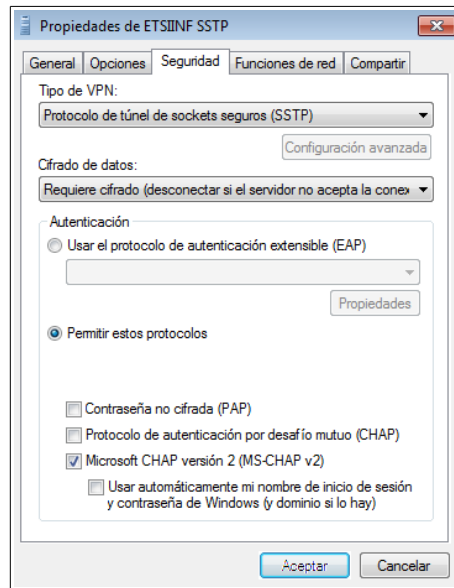 Propiedades de ETSIINF SSTP
General Opciones Seguridad Funciones de red Compartir
Tipo de VPN:
Protocolo de túnel de sockets seguros (SSTP)
Configuración avanzada
Cifrado de datos:
Requiere cifrado (desconectar si el servidor no acepta la conex
Autenticación
Usar el protocolo de autenticación extensible (EAP)
Propiedades
Permitir estos protocolos
Contraseña no cifrada (PAP)
Protocolo de autenticación por desafío mutuo (CHAP)
Microsoft CHAP versión 2 (MS-CHAP v2)
Usar automáticamente mi nombre de inicio de sesión
y contraseña de Windows (y dominio si lo hay)
Aceptar Cancelar